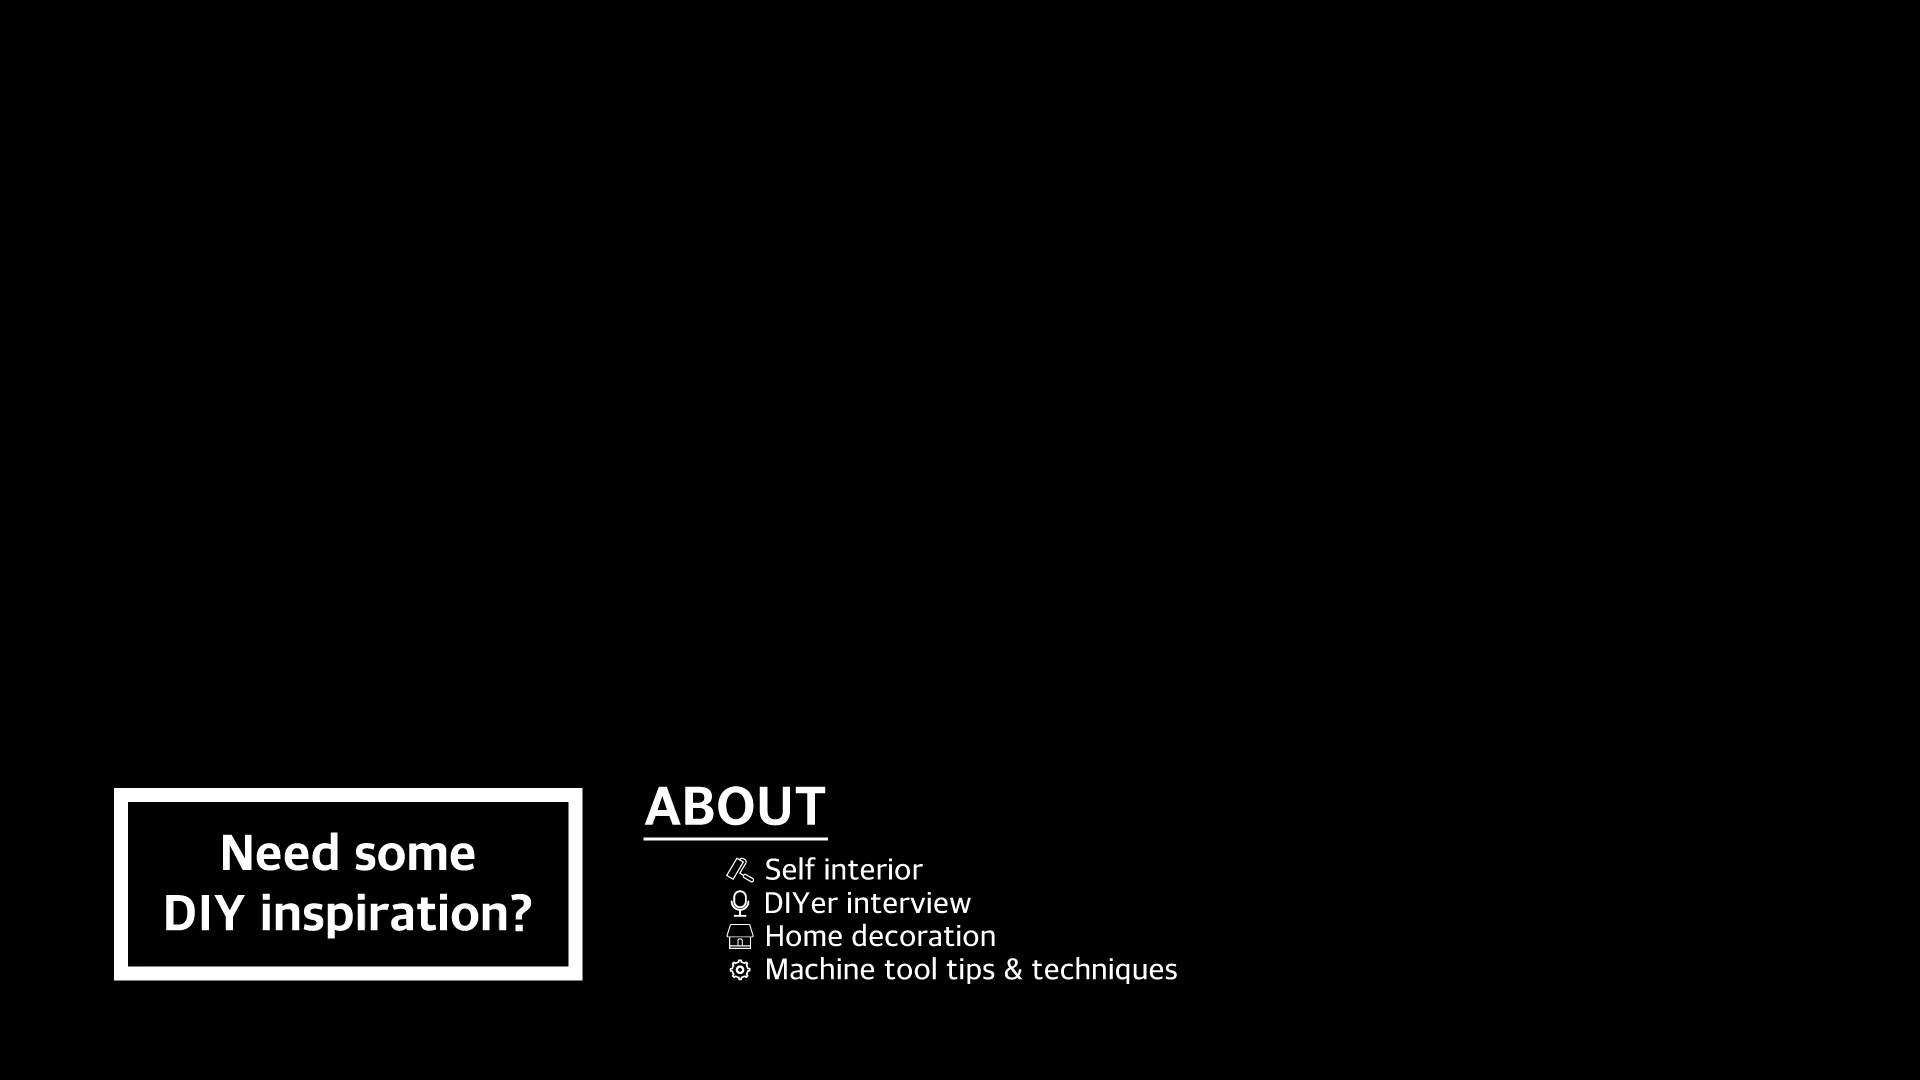 Need some
DIY inspiration?
ABOUT
Self interior
DIYer interview
Home decoration
Machine tool tips & techniques